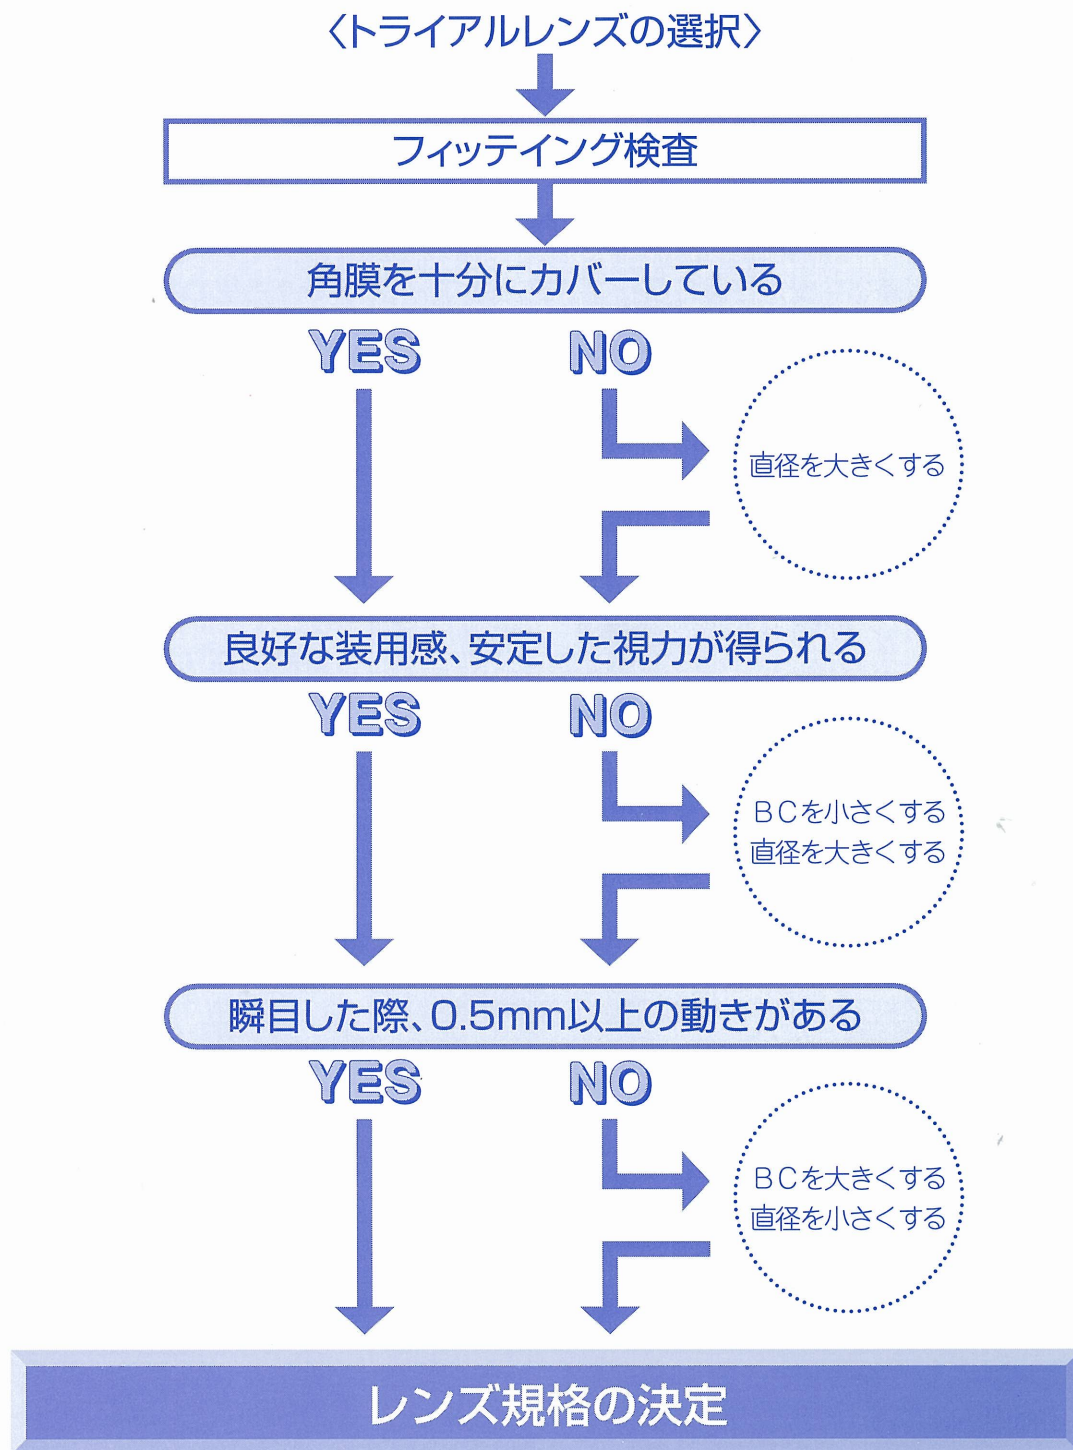 〈トライアルレンズの選択〉
フィッテイング検査
角膜を十分にカバーしている
YES NO
直径を大きくする
良好な装用感、安定した視力が得られる
YES NO
BCを小さくする
直径を大きくする
瞬目した際、0.5mm以上の動きがある
YES NO
BCを大きくする
直径を小さくする
レンズ規格の決定